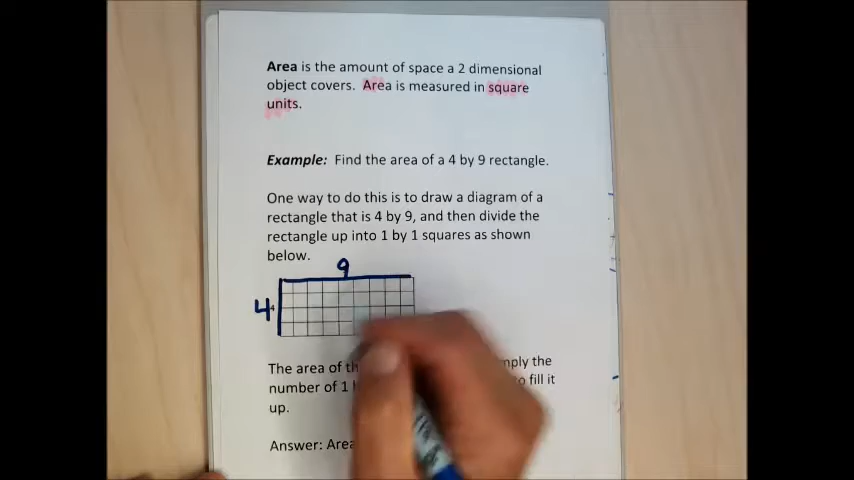 Area is the amount of space a 2 dimensional
object covers. Area is measured in square
units.
Example: Find the area of a 4 by 9 rectangle.
One way to do this is to draw a diagram of a
rectangle that is 4 by 9, and then divide the
rectangle up into 1 by 1 squares as shown
below.
9
4
The area of
number of 1 fill it
up.
Answer: Area